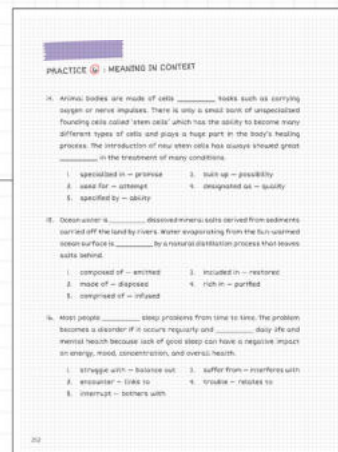 PRACTICE : MEANING IN CONTEXT
14. Animal bodies are made of cells ________ tasks such as carrying
oxygen or nerve impulses. There is only a small bank of unspecialised
founding cells called 'stem cells' which has the ability to become many
different types of cells and plays a huge part in the body's healing
process. The introduction of new stem cells has always showed great
________ in the treatment of many conditions.
1. specialised in – promise 2. built up – possibility
3. used for – attempt 4. designated as – quality
5. specified by – ability
15. Ocean water is ________ dissolved mineral salts derived from sediments
carried off the land by rivers. Water evaporating from the sun-warmed
ocean surface is ________ by a natural distillation process that leaves
salts behind.
1. composed of – emitted 2. included in – restored
3. made of – disposed 4. rich in – purified
5. comprised of – infused
16. Most people ________ sleep problems from time to time. The problem
becomes a disorder if it occurs regularly and ________ daily life and
mental health because lack of good sleep can have a negative impact
on energy, mood, concentration, and overall health.
1. struggle with – balance out 2. suffer from – interferes with
3. encounter – links to 4. trouble – relates to
5. interrupt – bothers with